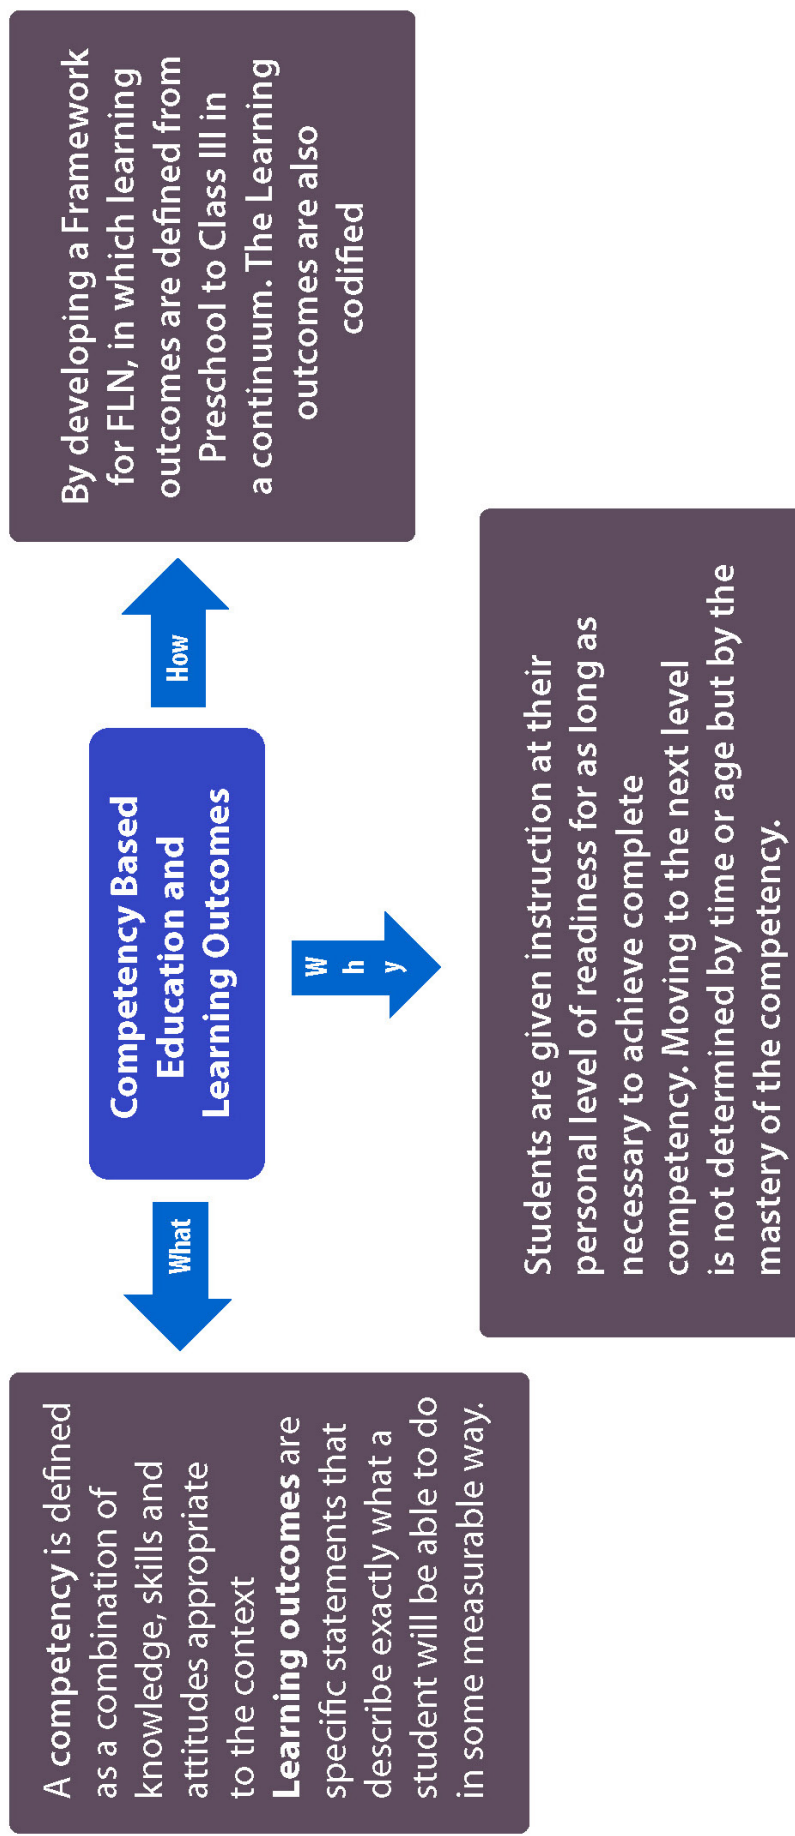 Competency Based
Education and
Learning Outcomes
What
A competency is defined
as a combination of
knowledge, skills and
attitudes appropriate
to the context
Learning outcomes are
specific statements that
describe exactly what a
student will be able to do
in some measurable way.
W
h
y
Students are given instruction at their
personal level of readiness for as long as
necessary to achieve complete
competency. Moving to the next level
is not determined by time or age but by the
mastery of the competency.
How
By developing a Framework
for FLN, in which learning
outcomes are defined from
Preschool to Class III in
a continuum. The Learning
outcomes are also
codified